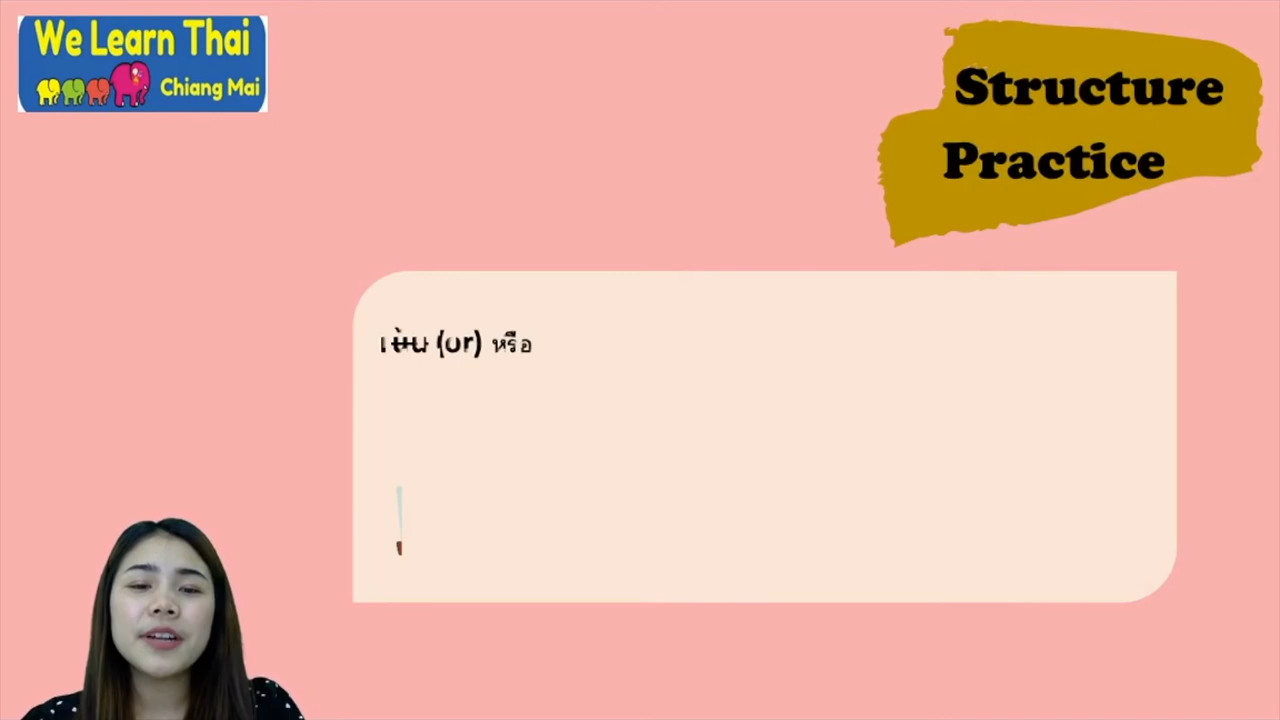 We Learn Thai
Chiang Mai
Structure
Practice
(or) หรือ